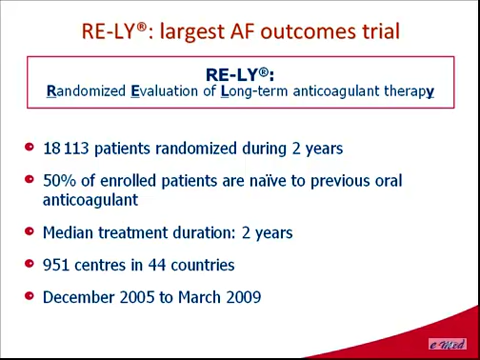 RE-LY®: largest AF outcomes trial
RE-LY®:
Randomized Evaluation of Long-term anticoagulant therapy
18 113 patients randomized during 2 years
50% of enrolled patients are naïve to previous oral
anticoagulant
Median treatment duration: 2 years
951 centres in 44 countries
December 2005 to March 2009
e Med